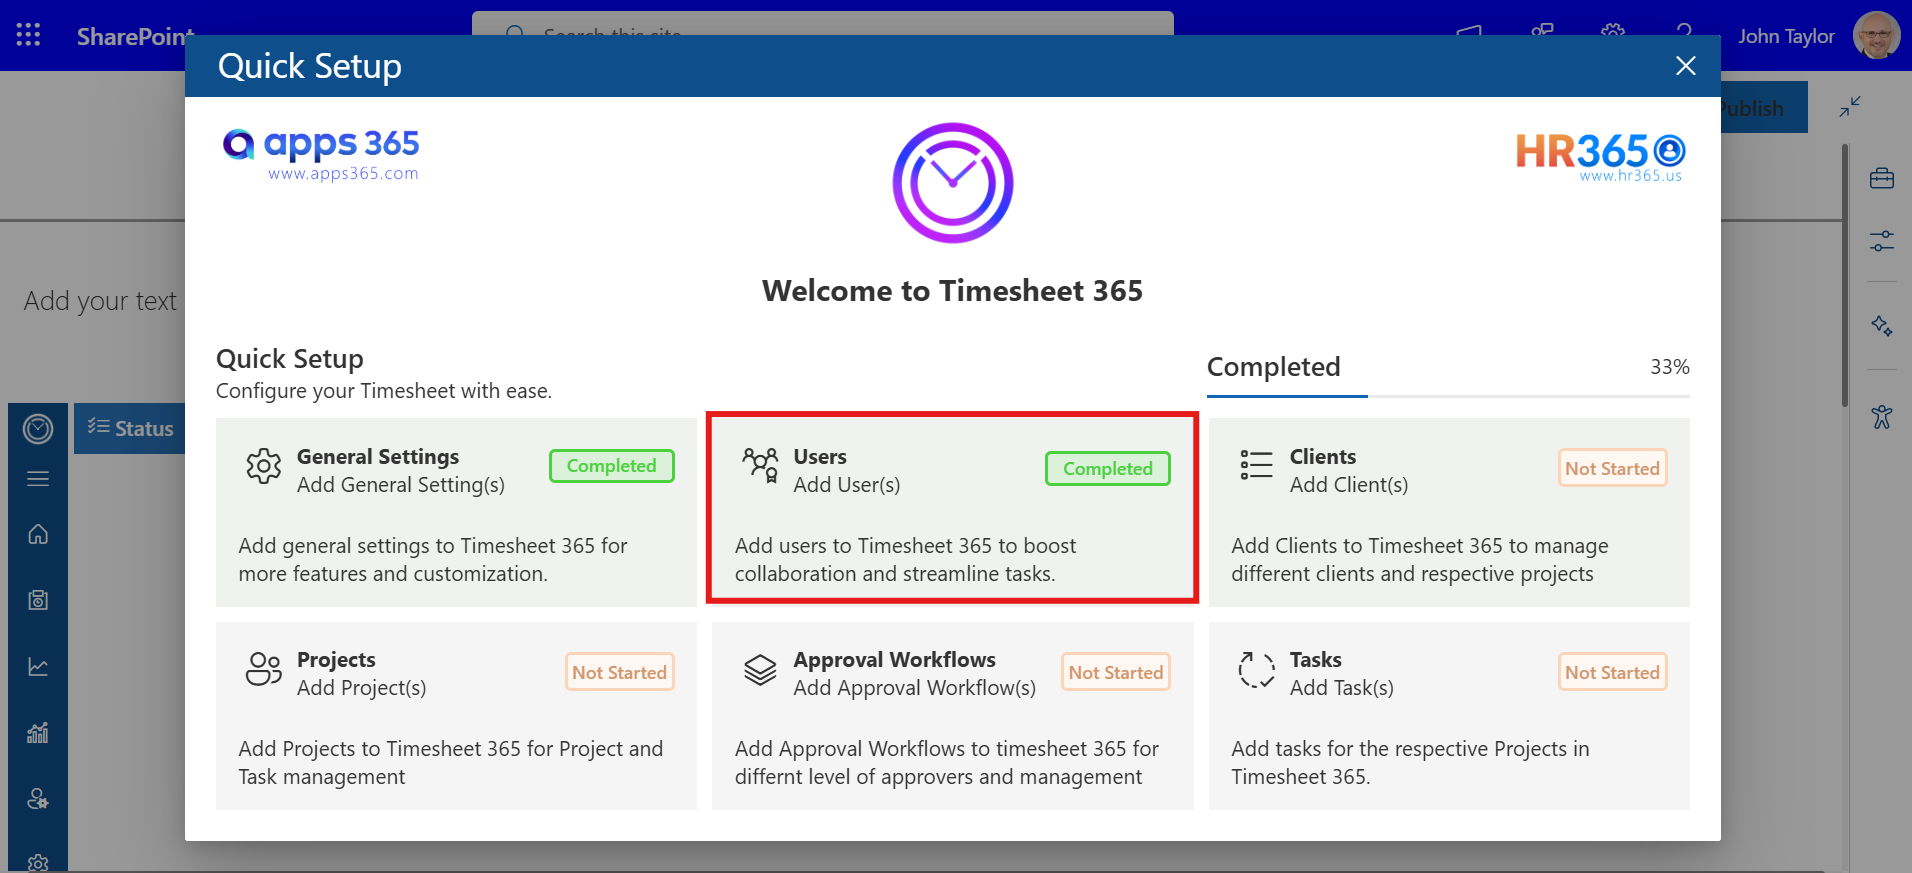 SharePoint
Search this site
John Taylor
Quick Setup
Publish
apps 365
www.apps365.com
HR365
www.hr365.us
Welcome to Timesheet 365
Add your text
Quick Setup
Configure your Timesheet with ease.
Completed
33%
Status
General Settings
Add General Setting(s)
Completed
Add general settings to Timesheet 365 for
more features and customization.
Users
Add User(s)
Completed
Add users to Timesheet 365 to boost
collaboration and streamline tasks.
Clients
Add Client(s)
Not Started
Add Clients to Timesheet 365 to manage
different clients and respective projects
Projects
Add Project(s)
Not Started
Add Projects to Timesheet 365 for Project and
Task management
Approval Workflows
Add Approval Workflow(s)
Not Started
Add Approval Workflows to timesheet 365 for
differnt level of approvers and management
Tasks
Add Task(s)
Not Started
Add tasks for the respective Projects in
Timesheet 365.